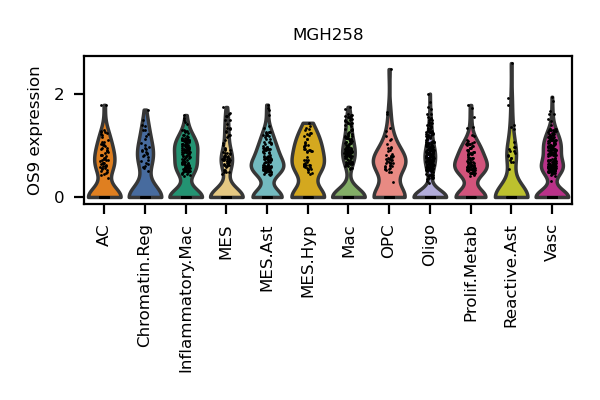 MGH258
OS9 expression
2
0
AC
Chromatin.Reg
Inflammatory.Mac
MES
MES.Ast
MES.Hyp
Mac
OPC
Oligo
Prolif.Metab
Reactive.Ast
Vasc